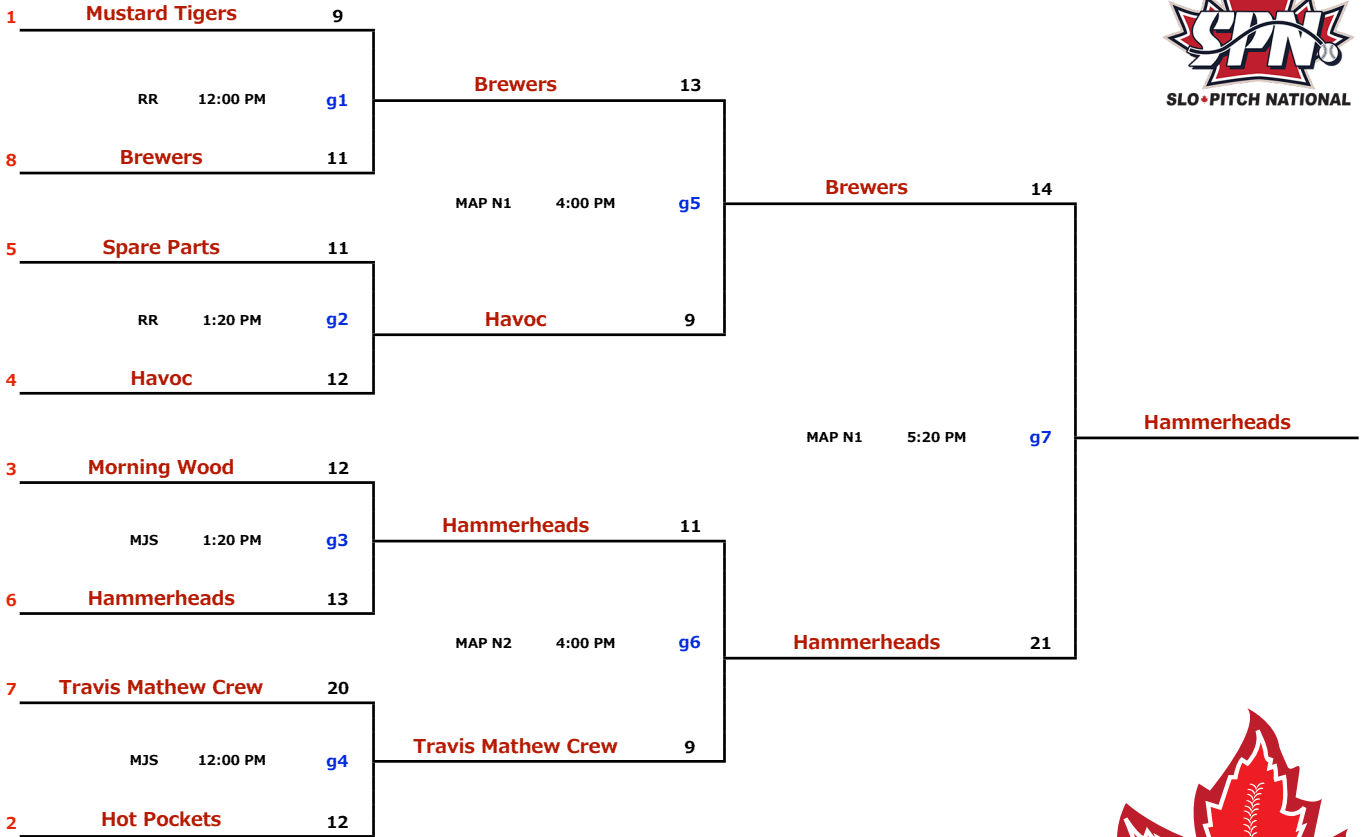 1 Mustard Tigers 9
SPN
Brewers 13
RR 12:00 PM g1
SLO PITCH NATIONAL
8 Brewers 11
Brewers 14
MAP N1 4:00 PM g5
5 Spare Parts 11
RR 1:20 PM g2
Havoc 9
4 Havoc 12
Hammerheads
MAP N1 5:20 PM g7
3 Morning Wood 12
Hammerheads 11
MJS 1:20 PM g3
6 Hammerheads 13
MAP N2 4:00 PM g6
Hammerheads 21
7 Travis Mathew Crew 20
Travis Mathew Crew 9
MJS 12:00 PM g4
2 Hot Pockets 12